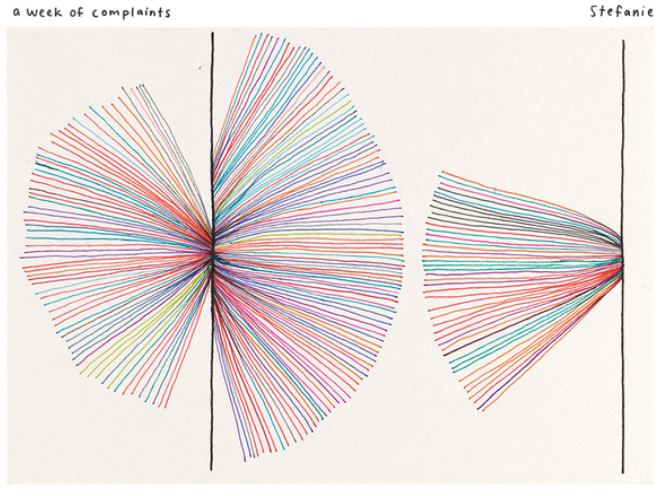 a week of complaints
Stefanie